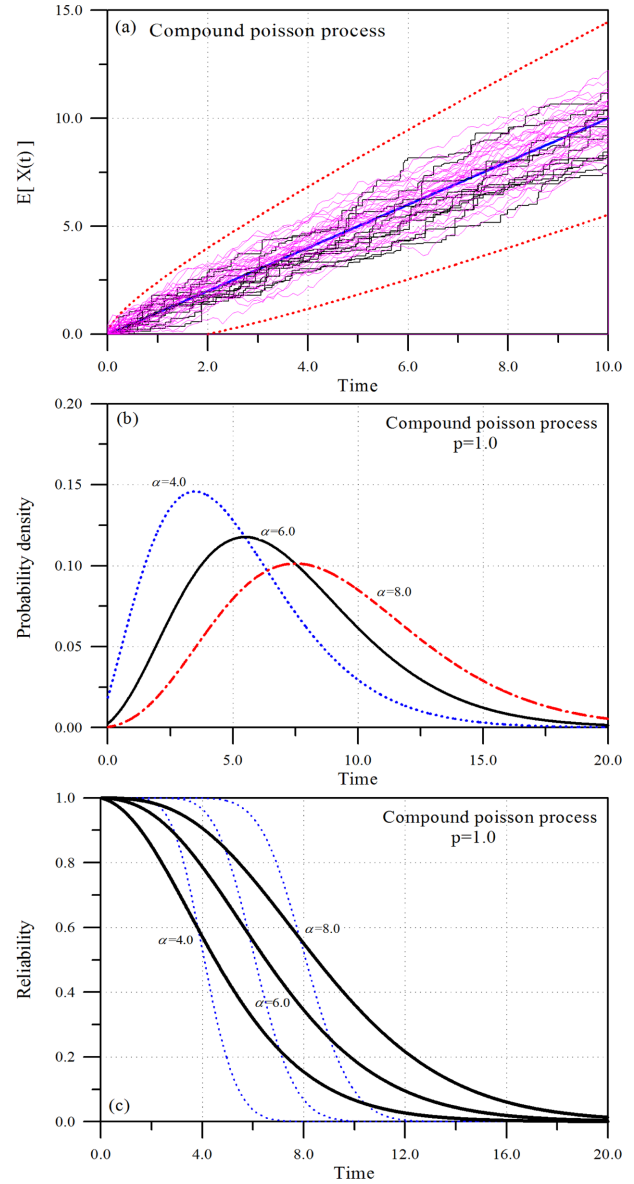 (a) Compound poisson process
15.0
10.0
5.0
0.0
E[ X(t) ]
0.0 2.0 4.0 6.0 8.0 10.0
Time
(b) Compound poisson process
p=1.0
0.20
0.15
0.10
0.05
0.00
Probability density
α=4.0
α=6.0
α=8.0
0.0 5.0 10.0 15.0 20.0
Time
Compound poisson process
p=1.0
1.0
0.8
0.6
0.4
0.2
0.0
Reliability
α=8.0
α=4.0
α=6.0
(c)
0.0 4.0 8.0 12.0 16.0 20.0
Time